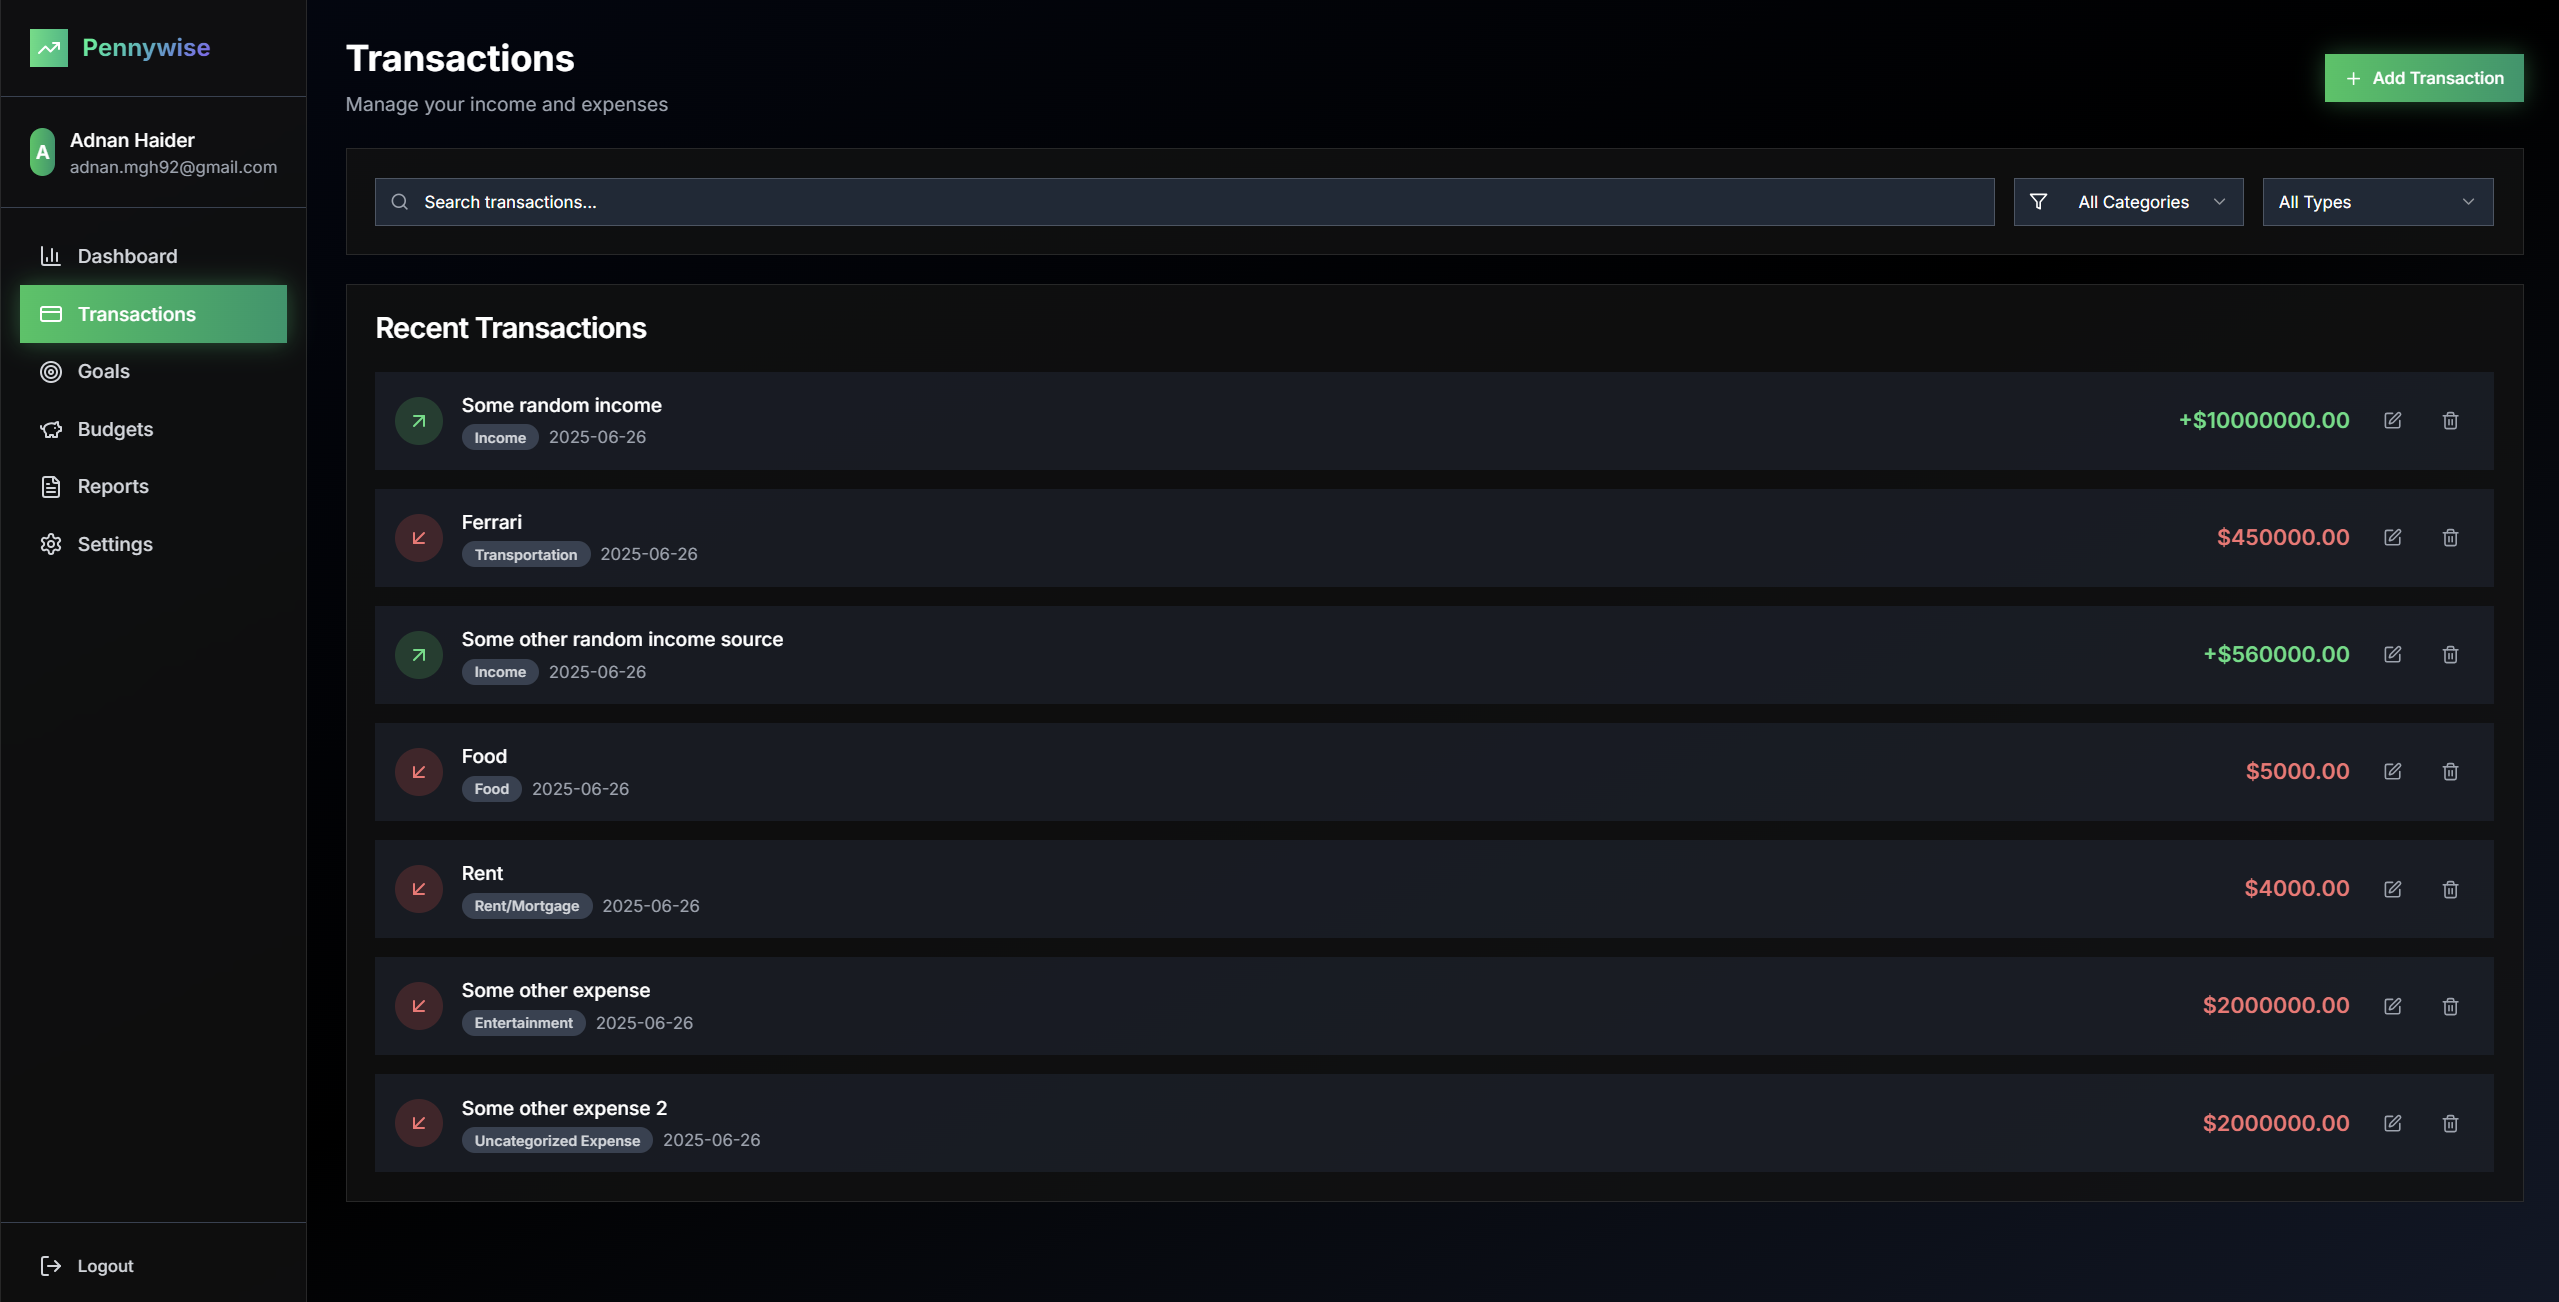 Pennywise
A
Adnan Haider
adnan.mgh92@gmail.com
Dashboard
Transactions
Goals
Budgets
Reports
Settings
Logout
Transactions
Manage your income and expenses
Add Transaction
Search transactions...
All Categories
All Types
Recent Transactions
Some random income
Income 2025-06-26
+$10000000.00
Ferrari
Transportation 2025-06-26
$450000.00
Some other random income source
Income 2025-06-26
+$560000.00
Food
Food 2025-06-26
$5000.00
Rent
Rent/Mortgage 2025-06-26
$4000.00
Some other expense
Entertainment 2025-06-26
$2000000.00
Some other expense 2
Uncategorized Expense 2025-06-26
$2000000.00